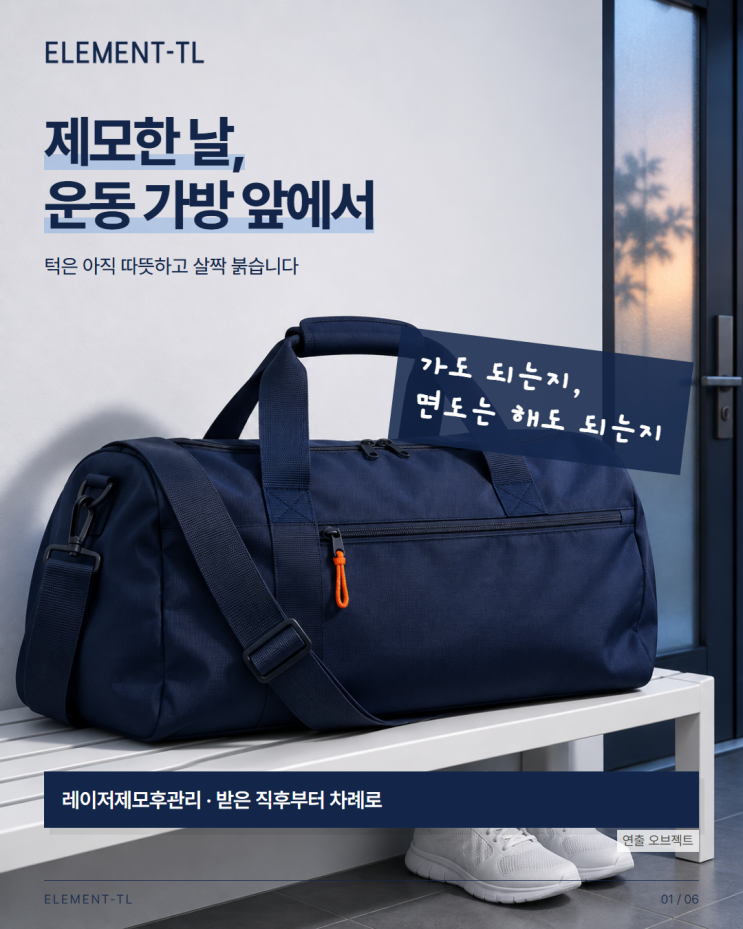 ELEMENT-TL
제모한 날,
운동 가방 앞에서
턱은 아직 따뜻하고 살짝 붉습니다
가도 되는지,
면도는 해도 되는지
레이저제모후관리 · 받은 직후부터 차례로
연출 오브젝트
ELEMENT-TL
01 / 06